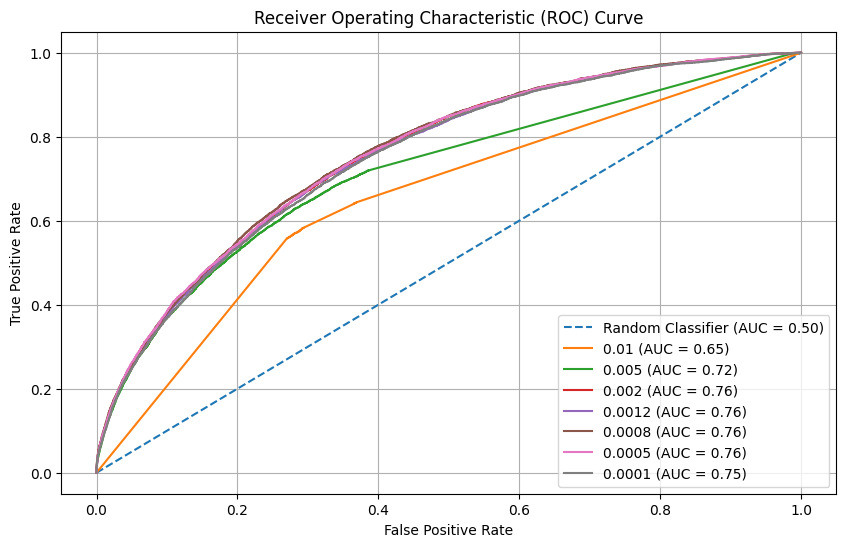 Receiver Operating Characteristic (ROC) Curve
True Positive Rate
1.0
0.8
0.6
0.4
0.2
0.0
Random Classifier (AUC = 0.50)
0.01 (AUC = 0.65)
0.005 (AUC = 0.72)
0.002 (AUC = 0.76)
0.0012 (AUC = 0.76)
0.0008 (AUC = 0.76)
0.0005 (AUC = 0.76)
0.0001 (AUC = 0.75)
0.0 0.2 0.4 0.6 0.8 1.0
False Positive Rate